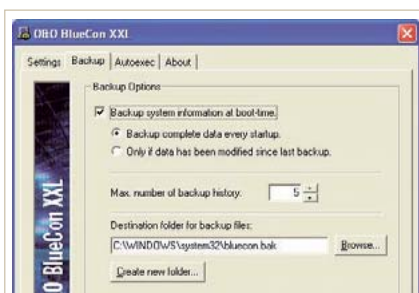 O&O BlueCon XXL
Settings Backup Autoexec About
Backup Options
Backup system information at boot-time.
Backup complete data every startup.
Only if data has been modified since last backup.
Max. number of backup history: 5
Destination folder for backup files:
C:\WINDOWS\system32\bluecon.bak Browse...
Create new folder...
O BlueCon XXL